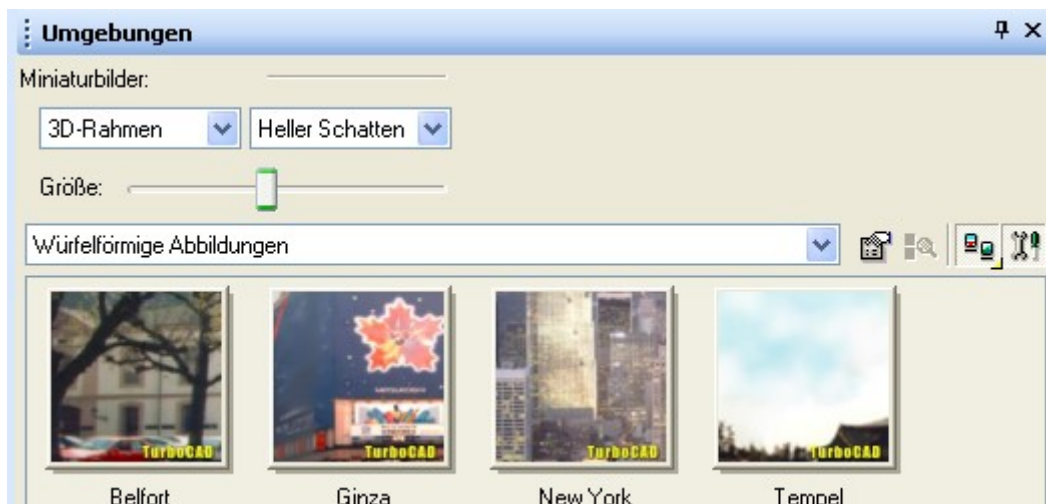 Umgebungen
Miniaturbilder:
3D-Rahmen Heller Schatten
Größe:
Würfelförmige Abbildungen
TurboCAD TurboCAD TurboCAD TurboCAD
Belfort Ginza New York Tempel